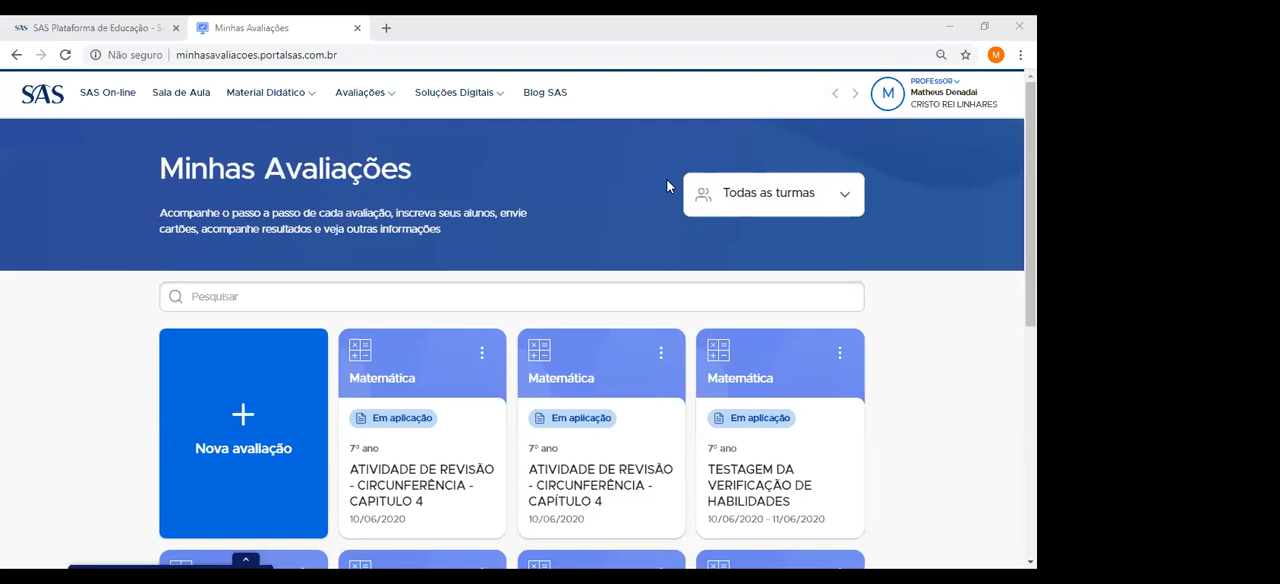 SAS SAS Plataforma de Educação - S
Minhas Avaliações
Não seguro | minhasavaliacoes.portalsas.com.br
M
SAS
SAS On-line
Sala de Aula
Material Didático
Avaliações
Soluções Digitais
Blog SAS
M
PROFESSOR
Matheus Denadai
CRISTO REI LINHARES
Minhas Avaliações
Todas as turmas
Acompanhe o passo a passo de cada avaliação, inscreva seus alunos, envie
cartões, acompanhe resultados e veja outras informações
Pesquisar
Nova avaliação
Matemática
Em aplicação
7º ano
ATIVIDADE DE REVISÃO
- CIRCUNFERÊNCIA -
CAPITULO 4
10/06/2020
Matemática
Em aplicação
7º ano
ATIVIDADE DE REVISÃO
- CIRCUNFERÊNCIA -
CAPÍTULO 4
10/06/2020
Matemática
Em aplicação
7º ano
TESTAGEM DA
VERIFICAÇÃO DE
HABILIDADES
10/06/2020 - 11/06/2020